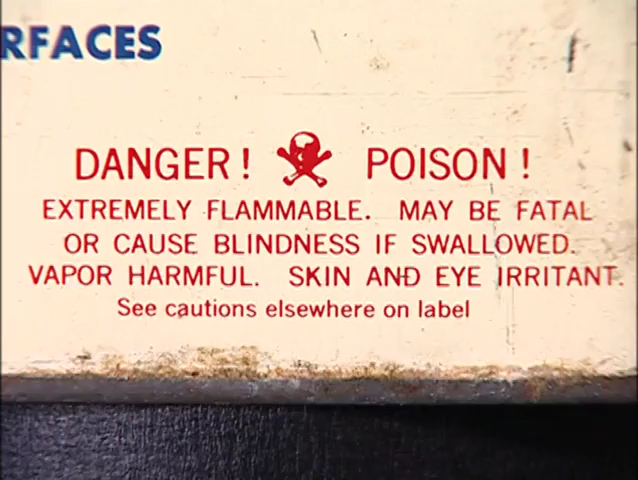 RFACES
DANGER! POISON!
EXTREMELY FLAMMABLE. MAY BE FATAL
OR CAUSE BLINDNESS IF SWALLOWED.
VAPOR HARMFUL. SKIN AND EYE IRRITANT.
See cautions elsewhere on label